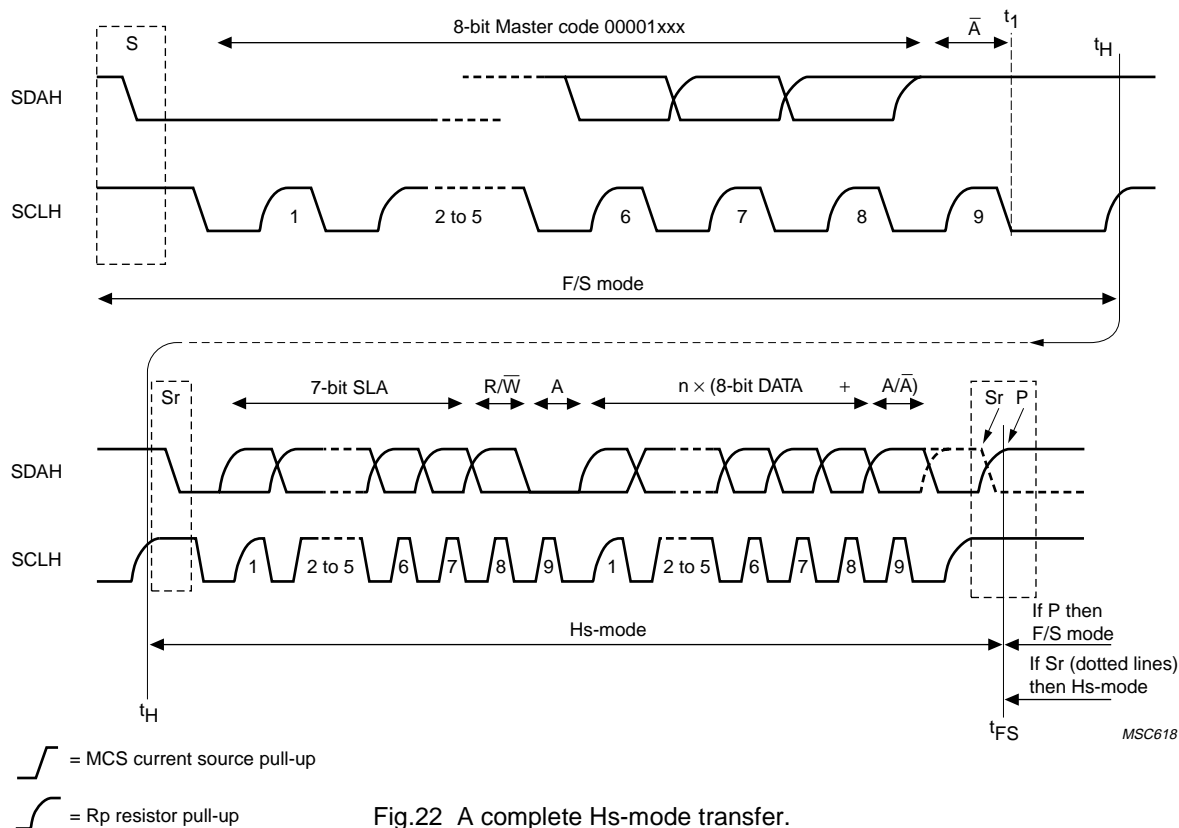 S
8-bit Master code 00001xxx
A̅
t1
tH
SDAH
SCLH
1
2 to 5
6
7
8
9
F/S mode
Sr
7-bit SLA
R/W̅
A
n × (8-bit DATA
+
A/A̅)
Sr
P
SDAH
SCLH
1
2 to 5
6
7
8
9
1
2 to 5
6
7
8
9
Hs-mode
If P then
F/S mode
If Sr (dotted lines)
then Hs-mode
tH
tFS
MSC618
= MCS current source pull-up
= Rp resistor pull-up
Fig.22 A complete Hs-mode transfer.